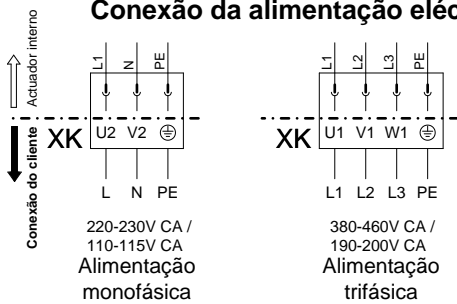 Conexão da alimentação eléc
Actuador interno
Conexão do cliente
L1 N PE
XK U2 V2
L N PE
220-230V CA /
110-115V CA
Alimentação
monofásica
L1 L2 L3 PE
XK U1 V1 W1
L1 L2 L3 PE
380-460V CA /
190-200V CA
Alimentação
trifásica